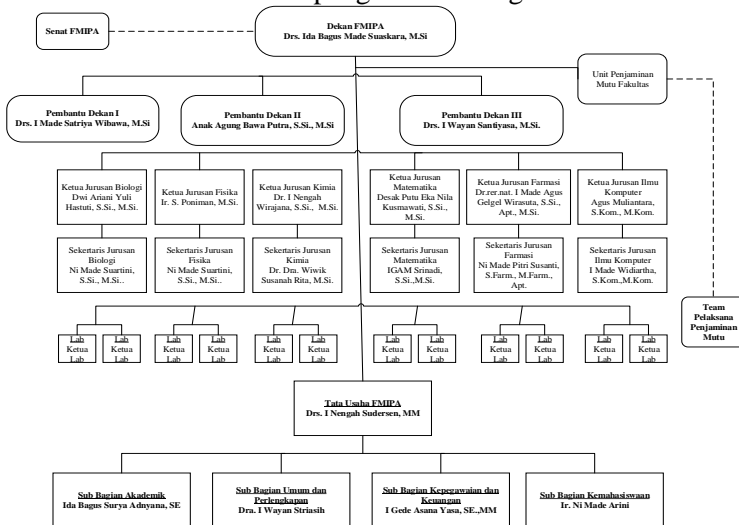 Dekan FMIPA
Drs. Ida Bagus Made Suaskara, M.Si
Senat FMIPA
Unit Penjaminan
Mutu Fakultas
Pembantu Dekan I
Drs. I Made Satriya Wibawa, M.Si
Pembantu Dekan II
Anak Agung Bawa Putra, S.Si., M.Si
Pembantu Dekan III
Drs. I Wayan Santiyasa, M.Si.
Ketua Jurusan Biologi
Dwi Ariani Yuli
Hastuti, S.Si., M.Si.
Ketua Jurusan Fisika
Ir. S. Poniman, M.Si.
Ketua Jurusan Kimia
Dr. I Nengah
Wirajana, S.Si., M.Si.
Ketua Jurusan
Matematika
Desak Putu Eka Nila
Kusmawati, S.Si.,
M.Si.
Ketua Jurusan Farmasi
Dr.rer.nat. I Made Agus
Gelgel Wirasuta, S.Si.,
Apt., M.Si.
Ketua Jurusan Ilmu
Komputer
Agus Muliantara,
S.Kom., M.Kom.
Sekertaris Jurusan
Biologi
Ni Made Suartini,
S.Si., M.Si..
Sekertaris Jurusan
Fisika
Ni Made Suartini,
S.Si., M.Si..
Sekertaris Jurusan
Kimia
Dr. Dra. Wiwik
Susanah Rita, M.Si.
Sekertaris Jurusan
Matematika
IGAM Srinadi,
S.Si.,M.Si.
Sekertaris Jurusan
Farmasi
Ni Made Pitri Susanti,
S.Farm., M.Farm.,
Apt.
Sekertaris Jurusan
Ilmu Komputer
I Made Widiartha,
S.Kom.,M.Kom.
Team
Pelaksana
Penjaminan
Mutu
Lab
Ketua
Lab
Lab
Ketua
Lab
Lab
Ketua
Lab
Lab
Ketua
Lab
Lab
Ketua
Lab
Lab
Ketua
Lab
Lab
Ketua
Lab
Lab
Ketua
Lab
Lab
Ketua
Lab
Lab
Ketua
Lab
Lab
Ketua
Lab
Lab
Ketua
Lab
Tata Usaha FMIPA
Drs. I Nengah Sudersen, MM
Sub Bagian Akademik
Ida Bagus Surya Adnyana, SE
Sub Bagian Umum dan
Perlengkapan
Dra. I Wayan Striasih
Sub Bagian Kepegawaian dan
Keuangan
I Gede Asana Yasa, SE.,MM
Sub Bagian Kemahasiswaan
Ir. Ni Made Arini